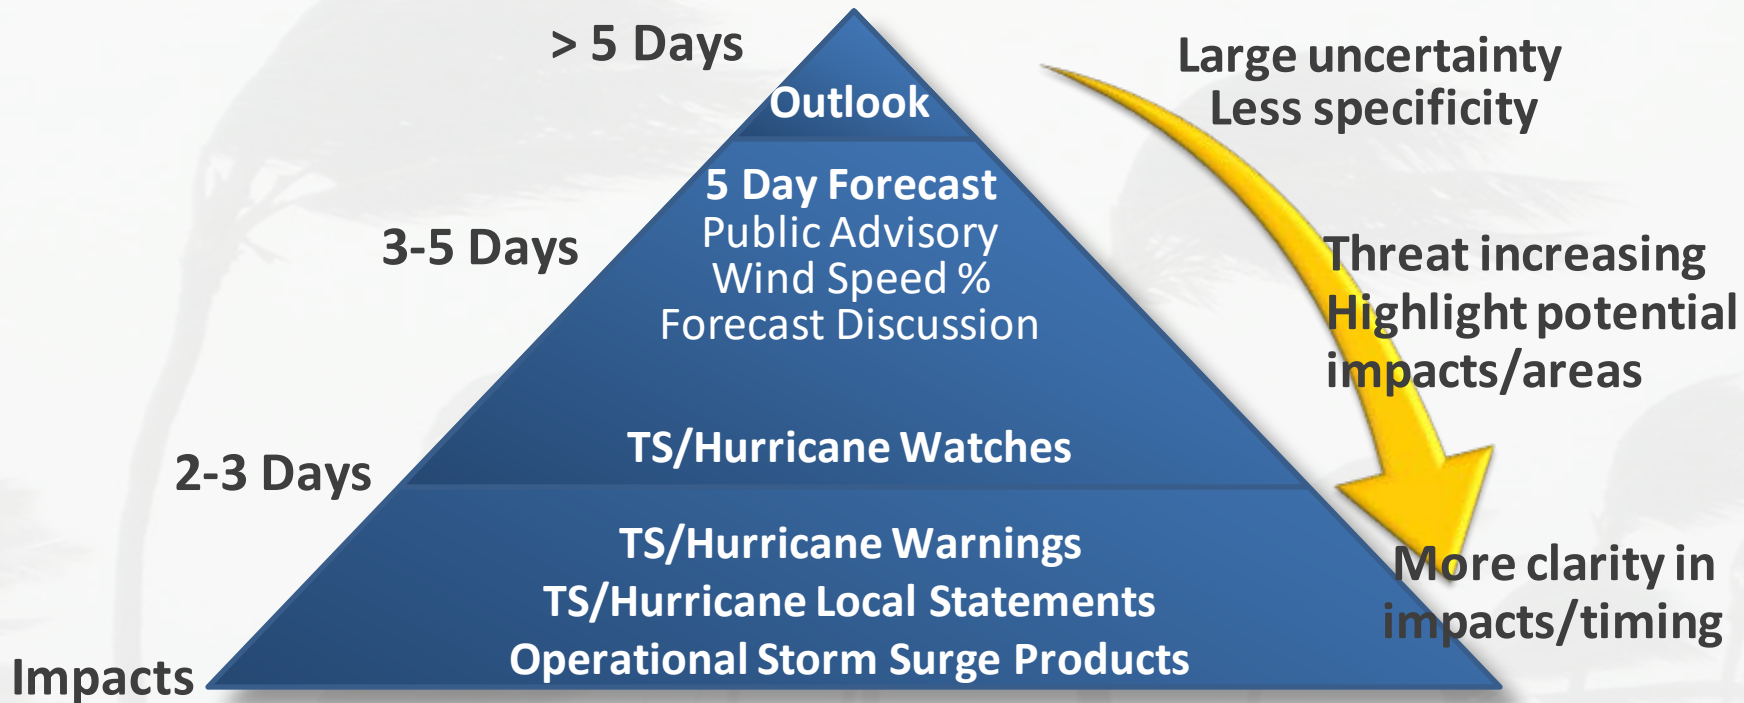 > 5 Days
Outlook
Large uncertainty
Less specificity
3-5 Days
5 Day Forecast
Public Advisory
Wind Speed %
Forecast Discussion
Threat increasing
Highlight potential
impacts/areas
2-3 Days
TS/Hurricane Watches
TS/Hurricane Warnings
TS/Hurricane Local Statements
Operational Storm Surge Products
More clarity in
impacts/timing
Impacts